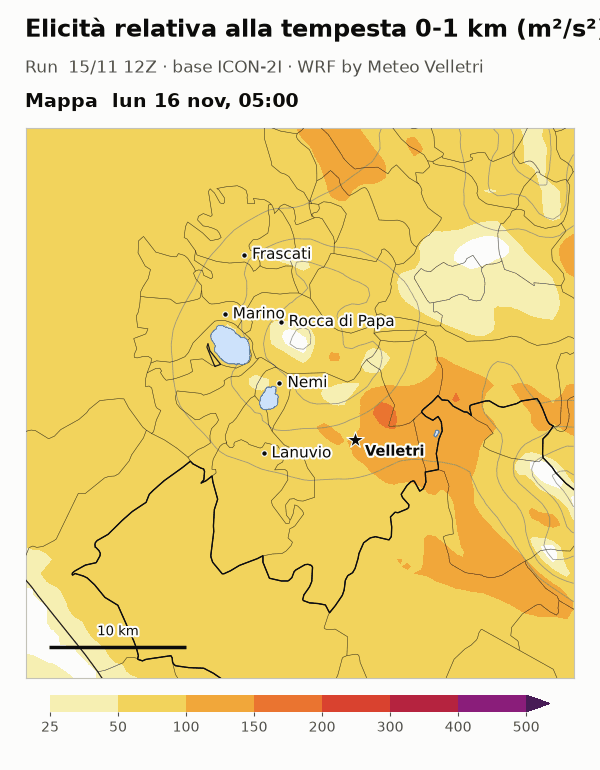 Elicità relativa alla tempesta 0-1 km (m²/s²)
Run 15/11 12Z · base ICON-2I · WRF by Meteo Velletri
Mappa lun 16 nov, 05:00
Frascati
Marino
Rocca di Papa
Nemi
Velletri
Lanuvio
10 km
25 50 100 150 200 300 400 500